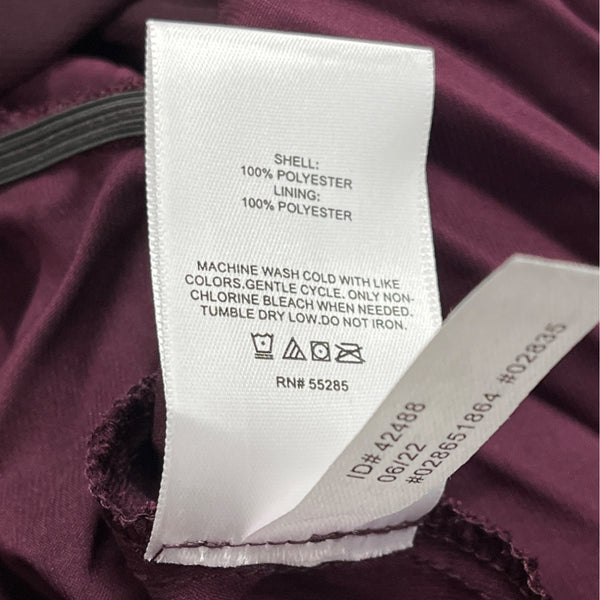 SHELL:
100% POLYESTER
LINING:
100% POLYESTER
MACHINE WASH COLD WITH LIKE
COLORS.GENTLE CYCLE. ONLY NON-
CHLORINE BLEACH WHEN NEEDED.
TUMBLE DRY LOW.DO NOT IRON.
RN# 55285
ID# 42488
06/22
#028651864 #02835